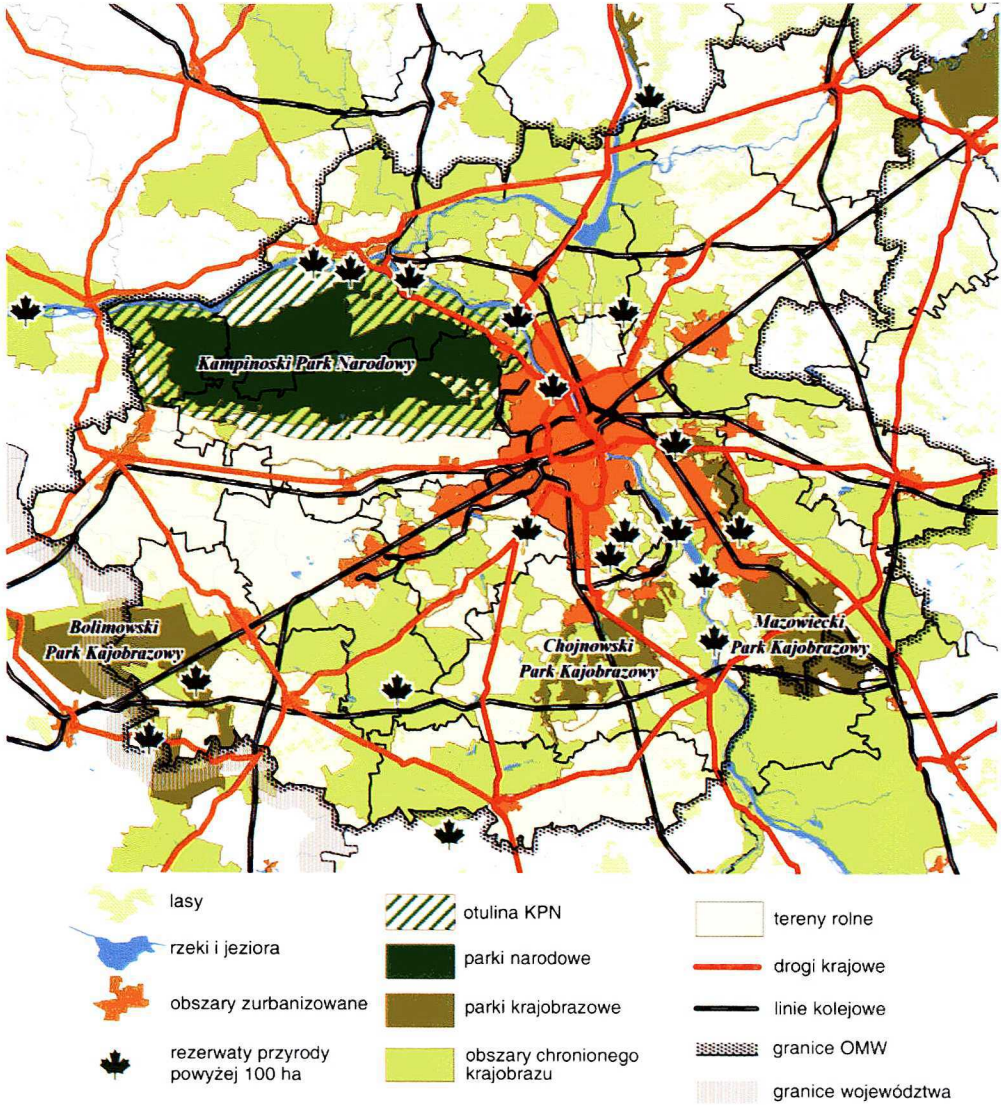 Kampinoski Park Narodowy
Bolimowski
Park Kajobrazowy
Chojnowski
Park Kajobrazowy
Mazowiecki
Park Kajobrazowy
lasy
rzeki i jeziora
obszary zurbanizowane
rezerwaty przyrody
powyżej 100 ha
otulina KPN
parki narodowe
parki krajobrazowe
obszary chronionego
krajobrazu
tereny rolne
drogi krajowe
linie kolejowe
granice OMW
granice województwa